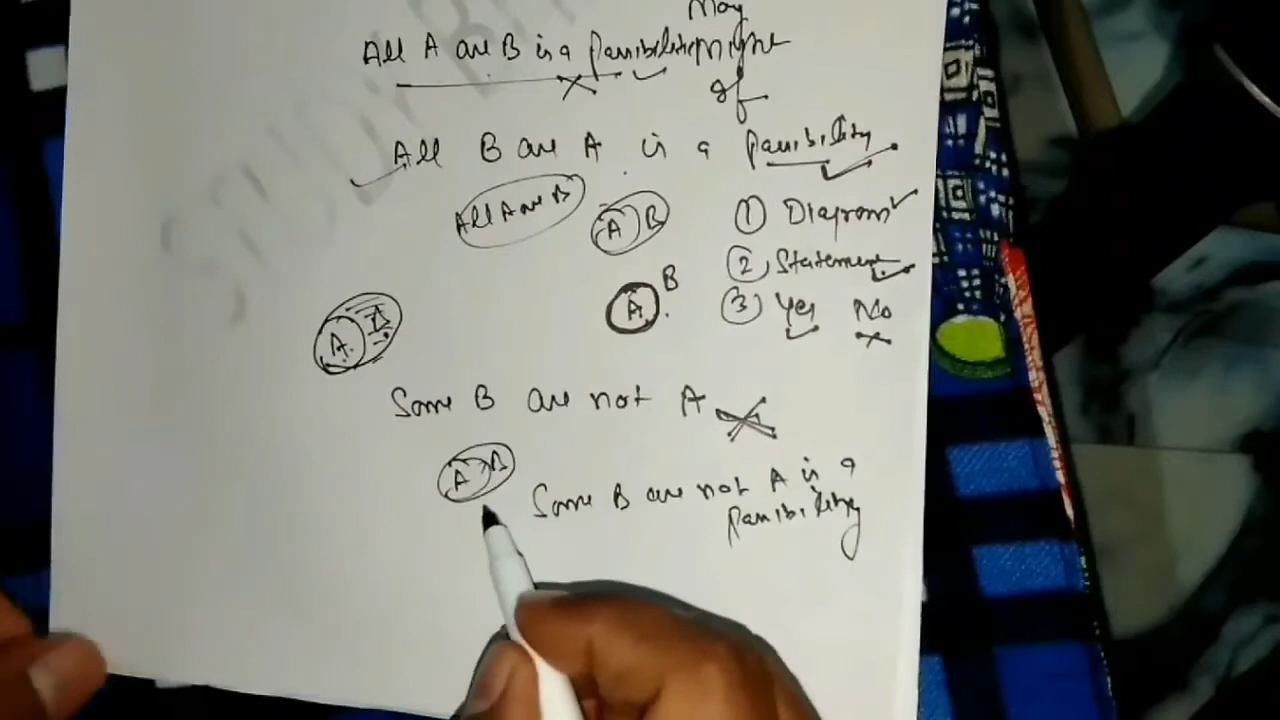 May
All A are B is a Possibility might
of
All B are A is a Possibility
All A are B
A B
① Diagram
② Statement
B
A
③ Yes No
A
Some B are not A
A B
Some B are not A is a
Possibility